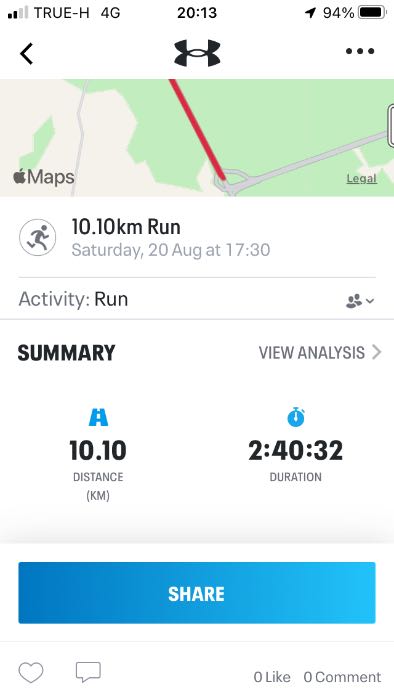 TRUE-H 4G 20:13 94%
Maps
Legal
10.10km Run
Saturday, 20 Aug at 17:30
Activity: Run
SUMMARY VIEW ANALYSIS
10.10 2:40:32
DISTANCE DURATION
(KM)
SHARE
0 Like 0 Comment